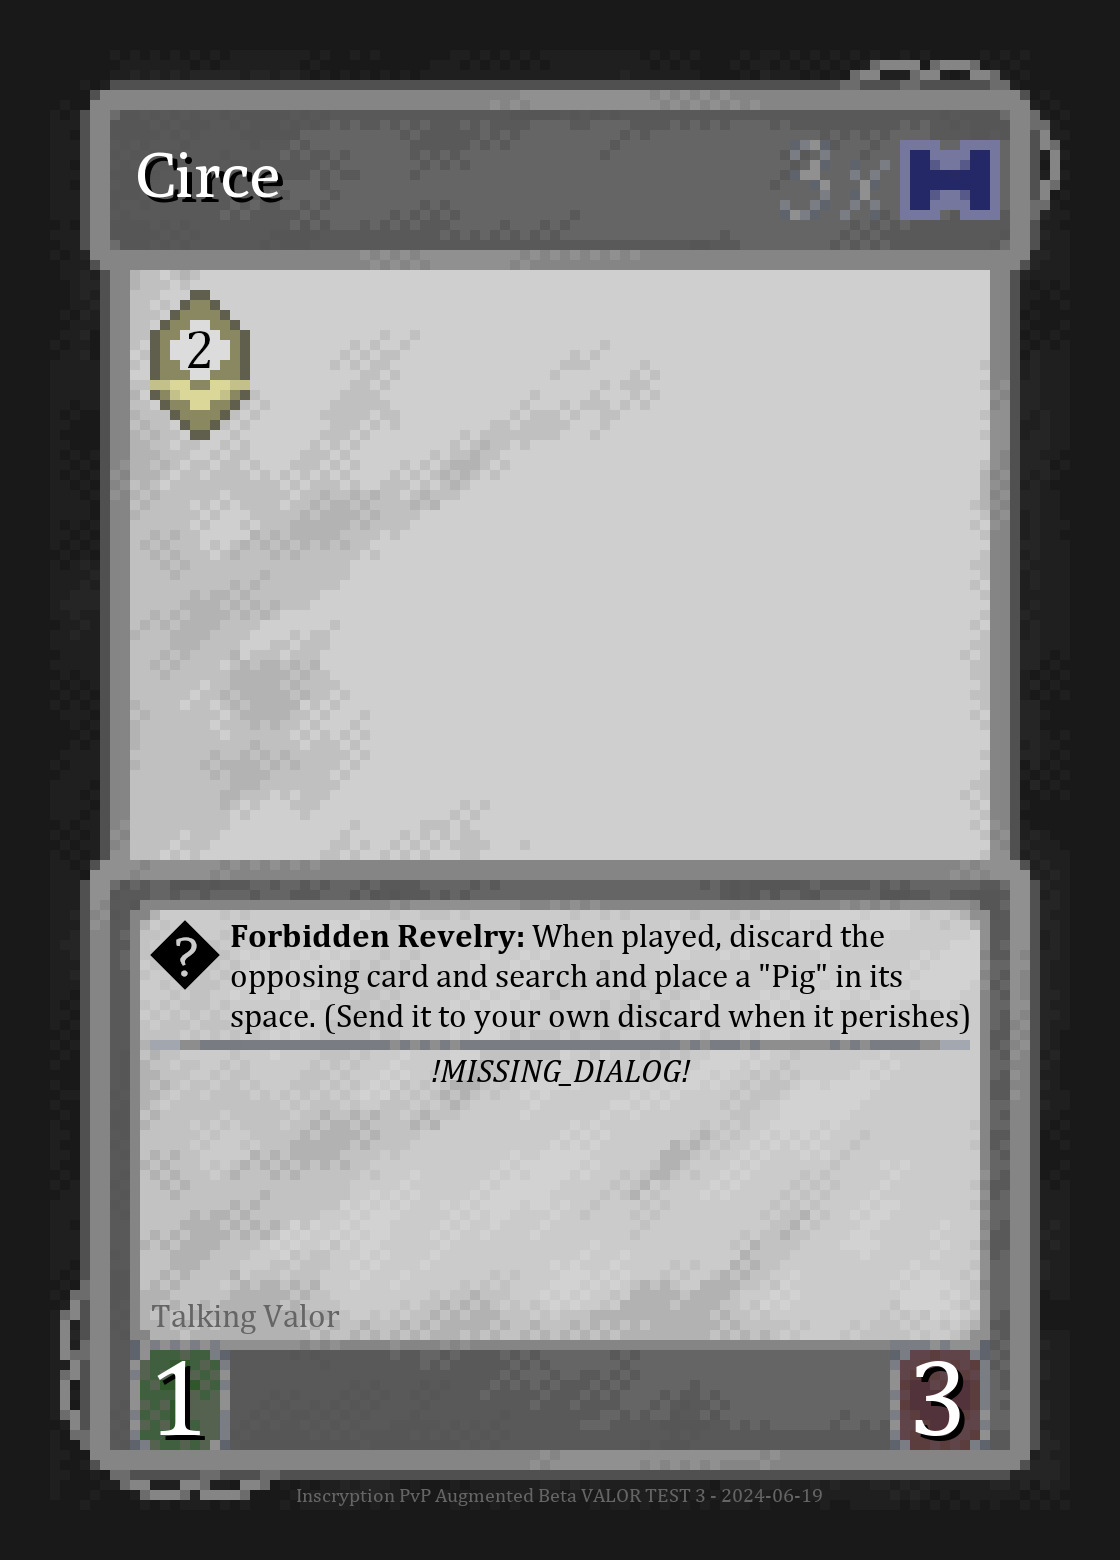 Circe
3x
2
?
Forbidden Revelry: When played, discard the
opposing card and search and place a "Pig" in its
space. (Send it to your own discard when it perishes)
!MISSING_DIALOG!
Talking Valor
1
3
Inscryption PvP Augmented Beta VALOR TEST 3 - 2024-06-19